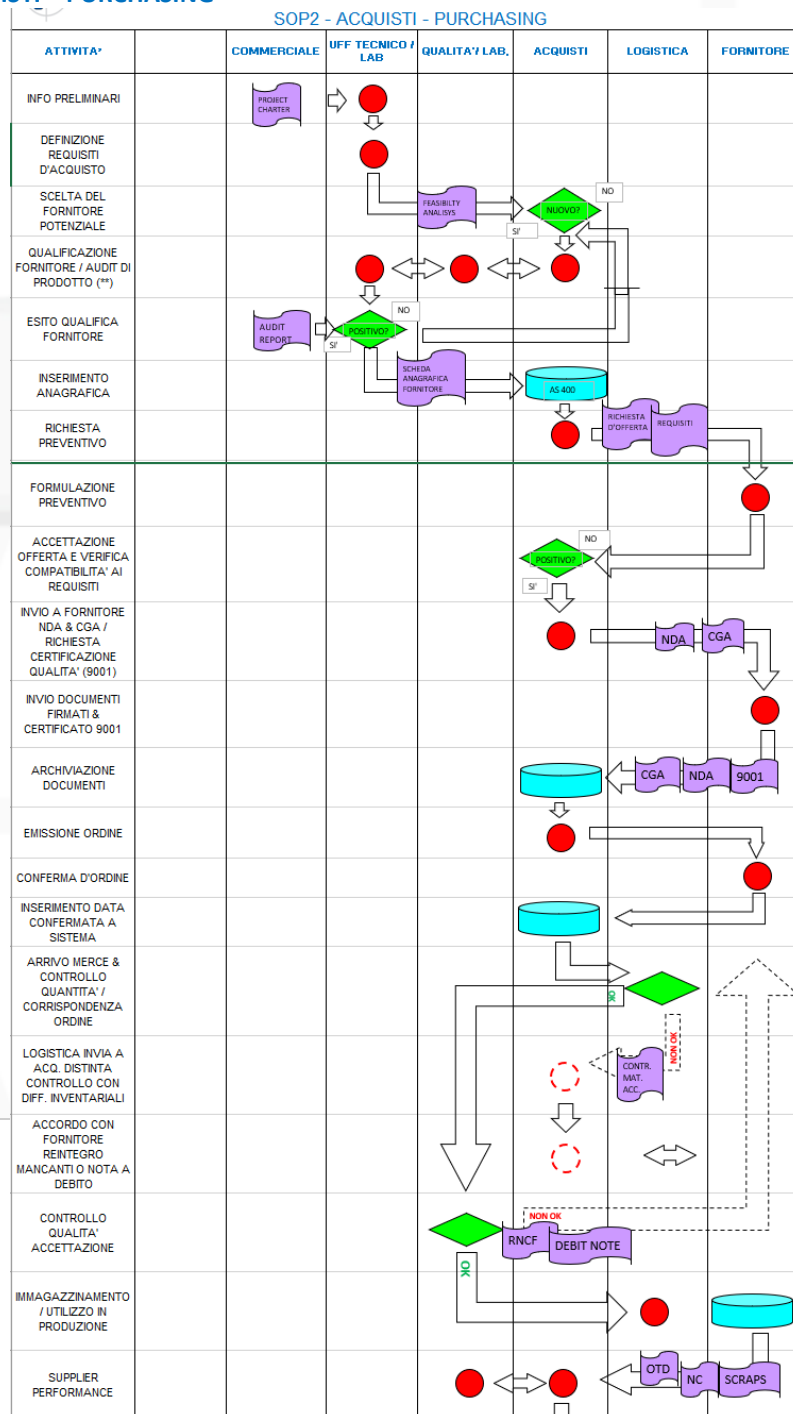 SOP2 - ACQUISTI - PURCHASING
ATTIVITA'
COMMERCIALE
UFF TECNICO /
LAB
QUALITA'/ LAB,
ACQUISTI
LOGISTICA
FORNITORE
INFO PRELIMINARI
PROJECT
CHARTER
DEFINIZIONE
REQUISITI
D'ACQUISTO
SCELTA DEL
FORNITORE
POTENZIALE
FEASIBILTY
ANALISYS
NUOVO?
NO
SI'
QUALIFICAZIONE
FORNITORE / AUDIT DI
PRODOTTO (**)
ESITO QUALIFICA
FORNITORE
AUDIT
REPORT
POSITIVO?
NO
SI'
INSERIMENTO
ANAGRAFICA
SCHEDA
ANAGRAFICA
FORNITORE
AS 400
RICHIESTA
PREVENTIVO
RICHIESTA
D'OFFERTA
REQUISITI
FORMULAZIONE
PREVENTIVO
ACCETTAZIONE
OFFERTA E VERIFICA
COMPATIBILITA' AI
REQUISITI
POSITIVO?
NO
SI'
INVIO A FORNITORE
NDA & CGA /
RICHIESTA
CERTIFICAZIONE
QUALITA' (9001)
NDA
CGA
INVIO DOCUMENTI
FIRMATI &
CERTIFICATO 9001
ARCHIVIAZIONE
DOCUMENTI
CGA
NDA
9001
EMISSIONE ORDINE
CONFERMA D'ORDINE
INSERIMENTO DATA
CONFERMATA A
SISTEMA
ARRIVO MERCE &
CONTROLLO
QUANTITA' /
CORRISPONDENZA
ORDINE
OK
LOGISTICA INVIA A
ACQ. DISTINTA
CONTROLLO CON
DIFF. INVENTARIALI
CONTR.
MAT.
ACC.
NON OK
ACCORDO CON
FORNITORE
REINTEGRO
MANCANTI O NOTA A
DEBITO
CONTROLLO
QUALITA'
ACCETTAZIONE
NON OK
RNCF
DEBIT NOTE
OK
IMMAGAZZINAMENTO
/ UTILIZZO IN
PRODUZIONE
SUPPLIER
PERFORMANCE
OTD
NC
SCRAPS